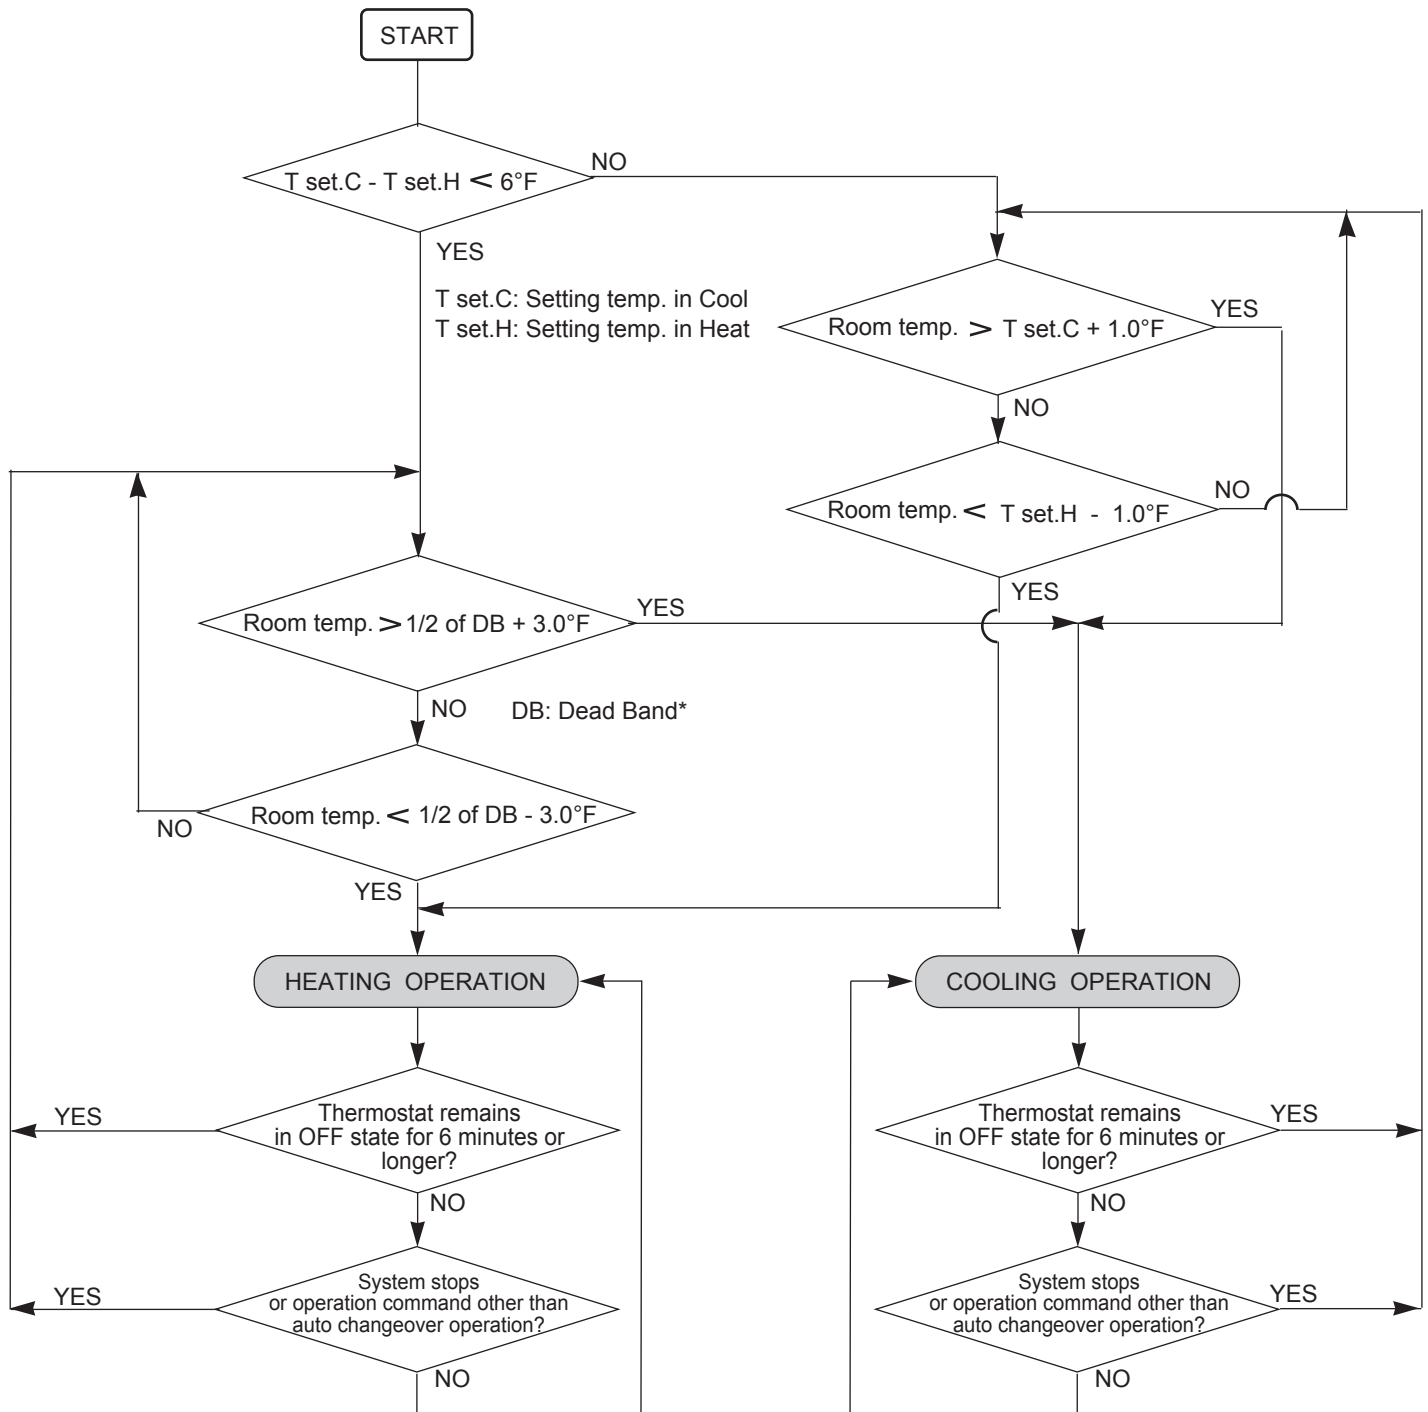 START
T set.C - T set.H < 6°F
NO
YES
T set.C: Setting temp. in Cool
T set.H: Setting temp. in Heat
Room temp. > T set.C + 1.0°F
YES
NO
Room temp. < T set.H - 1.0°F
NO
YES
Room temp. > 1/2 of DB + 3.0°F
YES
NO
DB: Dead Band*
Room temp. < 1/2 of DB - 3.0°F
NO
YES
HEATING OPERATION
COOLING OPERATION
Thermostat remains
in OFF state for 6 minutes or
longer?
YES
NO
Thermostat remains
in OFF state for 6 minutes or
longer?
YES
NO
System stops
or operation command other than
auto changeover operation?
YES
NO
System stops
or operation command other than
auto changeover operation?
YES
NO